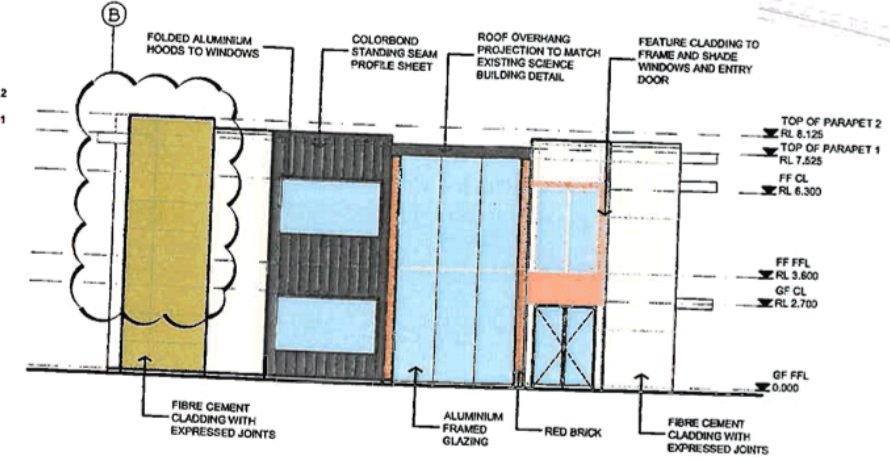 B
FOLDED ALUMINIUM
HOODS TO WINDOWS
COLORBOND
STANDING SEAM
PROFILE SHEET
ROOF OVERHANG
PROJECTION TO MATCH
EXISTING SCIENCE
BUILDING DETAIL
FEATURE CLADDING TO
FRAME AND SHADE
WINDOWS AND ENTRY
DOOR
2
1
TOP OF PARAPET 2
RL 8.125
TOP OF PARAPET 1
RL 7.525
FF CL
RL 6.300
FF FFL
RL 3.600
GF CL
RL 2.700
GF FFL
0.000
FIBRE CEMENT
CLADDING WITH
EXPRESSED JOINTS
ALUMINIUM
FRAMED
GLAZING
RED BRICK
FIBRE CEMENT
CLADDING WITH
EXPRESSED JOINTS